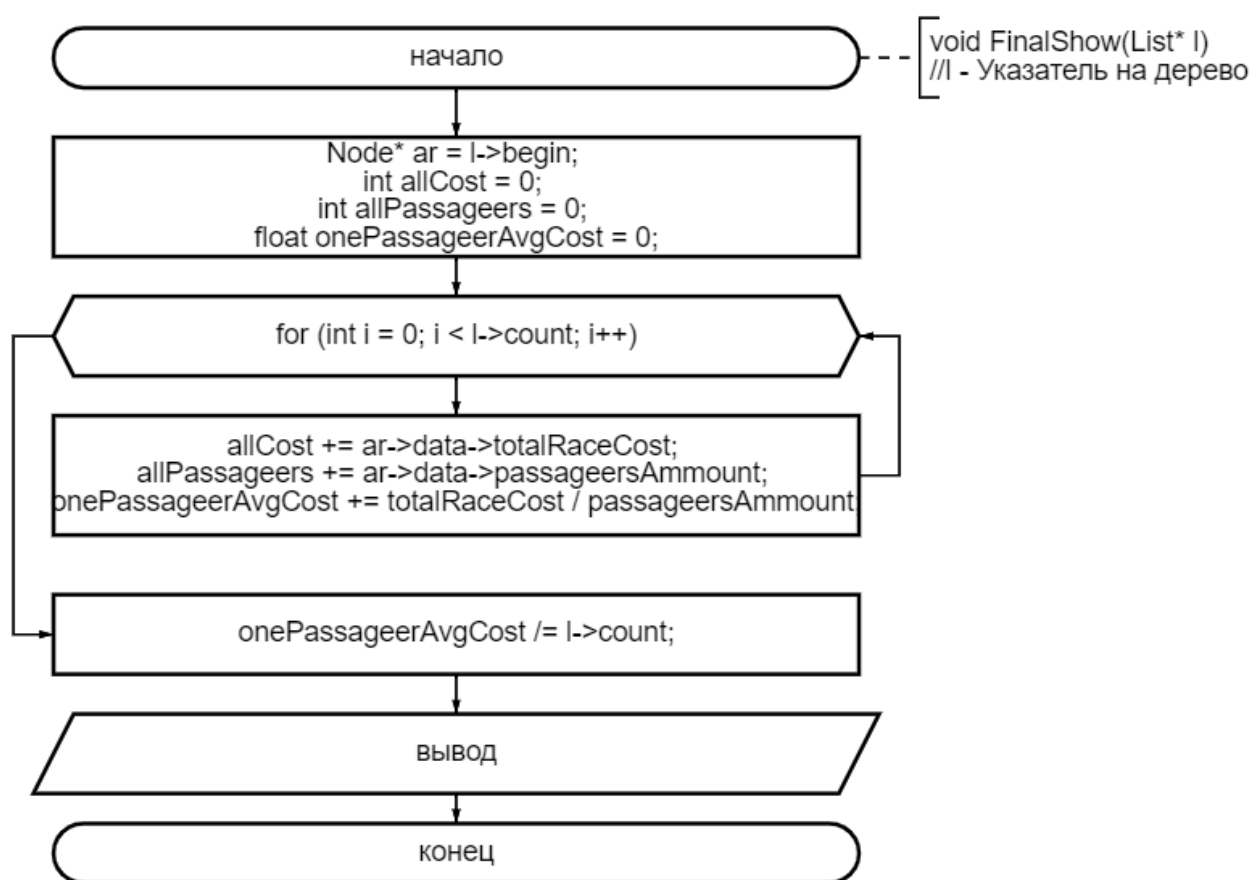 начало
void FinalShow(List* l)
//l - Указатель на дерево
Node* ar = l->begin;
int allCost = 0;
int allPassageers = 0;
float onePassageerAvgCost = 0;
for (int i = 0; i < l->count; i++)
allCost += ar->data->totalRaceCost;
allPassageers += ar->data->passageersAmmount;
onePassageerAvgCost += totalRaceCost / passageersAmmount;
onePassageerAvgCost /= l->count;
вывод
конец